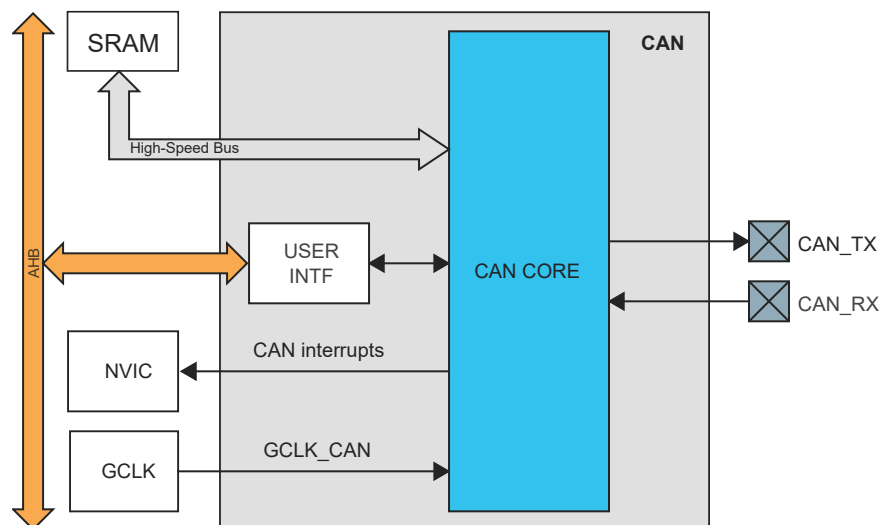 SRAM
CAN
High-Speed Bus
AHB
USER
INTF
CAN CORE
CAN_TX
CAN_RX
NVIC
CAN interrupts
GCLK
GCLK_CAN